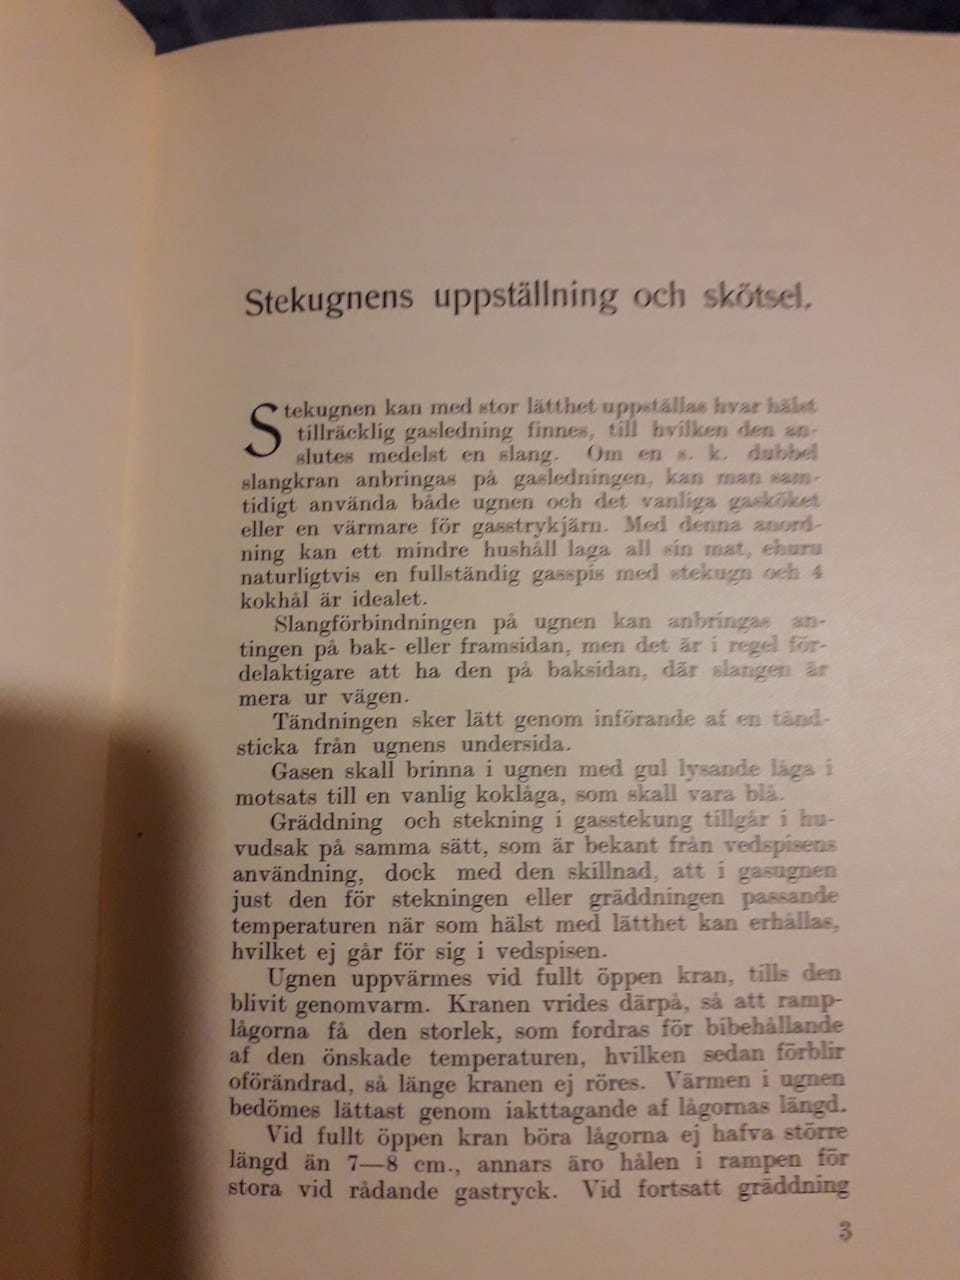 Stekugnens uppställning och skötsel.
Stekugnen kan med stor lätthet uppställas hvar hälst
tillräcklig gasledning finnes, till hvilken den an-
slutes medelst en slang. Om en s. k. dubbel
slangkran anbringas på gasledningen, kan man sam-
tidigt använda både ugnen och det vanliga gasköket
eller en värmare för gasstrykjärn. Med denna anord-
ning kan ett mindre hushåll laga all sin mat, ehuru
naturligtvis en fullständig gasspis med stekugn och 4
kokhål är idealet.
Slangförbindningen på ugnen kan anbringas an-
tingen på bak- eller framsidan, men det är i regel för-
delaktigare att ha den på baksidan, där slangen är
mera ur vägen.
Tändningen sker lätt genom införande af en tänd-
sticka från ugnens undersida.
Gasen skall brinna i ugnen med gul lysande låga i
motsats till en vanlig koklåga, som skall vara blå.
Gräddning och stekning i gasstekung tillgår i hu-
vudsak på samma sätt, som är bekant från vedspisens
användning, dock med den skillnad, att i gasugnen
just den för stekningen eller gräddningen passande
temperaturen när som hälst med lätthet kan erhållas,
hvilket ej går för sig i vedspisen.
Ugnen uppvärmes vid fullt öppen kran, tills den
blivit genomvarm. Kranen vrides därpå, så att ramp-
lågorna få den storlek, som fordras för bibehållande
af den önskade temperaturen, hvilken sedan förblir
oförändrad, så länge kranen ej röres. Värmen i ugnen
bedömes lättast genom iakttagande af lågornas längd.
Vid fullt öppen kran böra lågorna ej hafva större
längd än 7—8 cm., annars äro hålen i rampen för
stora vid rådande gastryck. Vid fortsatt gräddning
3